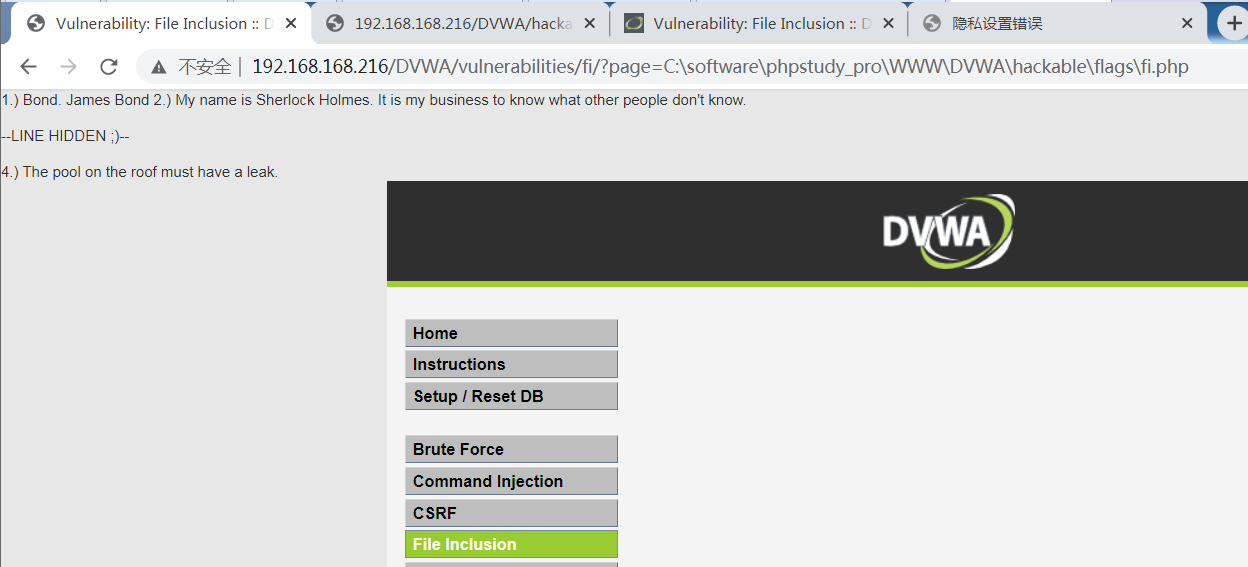 Vulnerability: File Inclusion :: D
192.168.168.216/DVWA/hacka
Vulnerability: File Inclusion :: D
隐私设置错误
不安全 | 192.168.168.216/DVWA/vulnerabilities/fi/?page=C:\software\phpstudy_pro\WWW\DVWA\hackable\flags\fi.php
1.) Bond. James Bond 2.) My name is Sherlock Holmes. It is my business to know what other people don't know.
--LINE HIDDEN ;)--
4.) The pool on the roof must have a leak.
DVWA
Home
Instructions
Setup / Reset DB
Brute Force
Command Injection
CSRF
File Inclusion